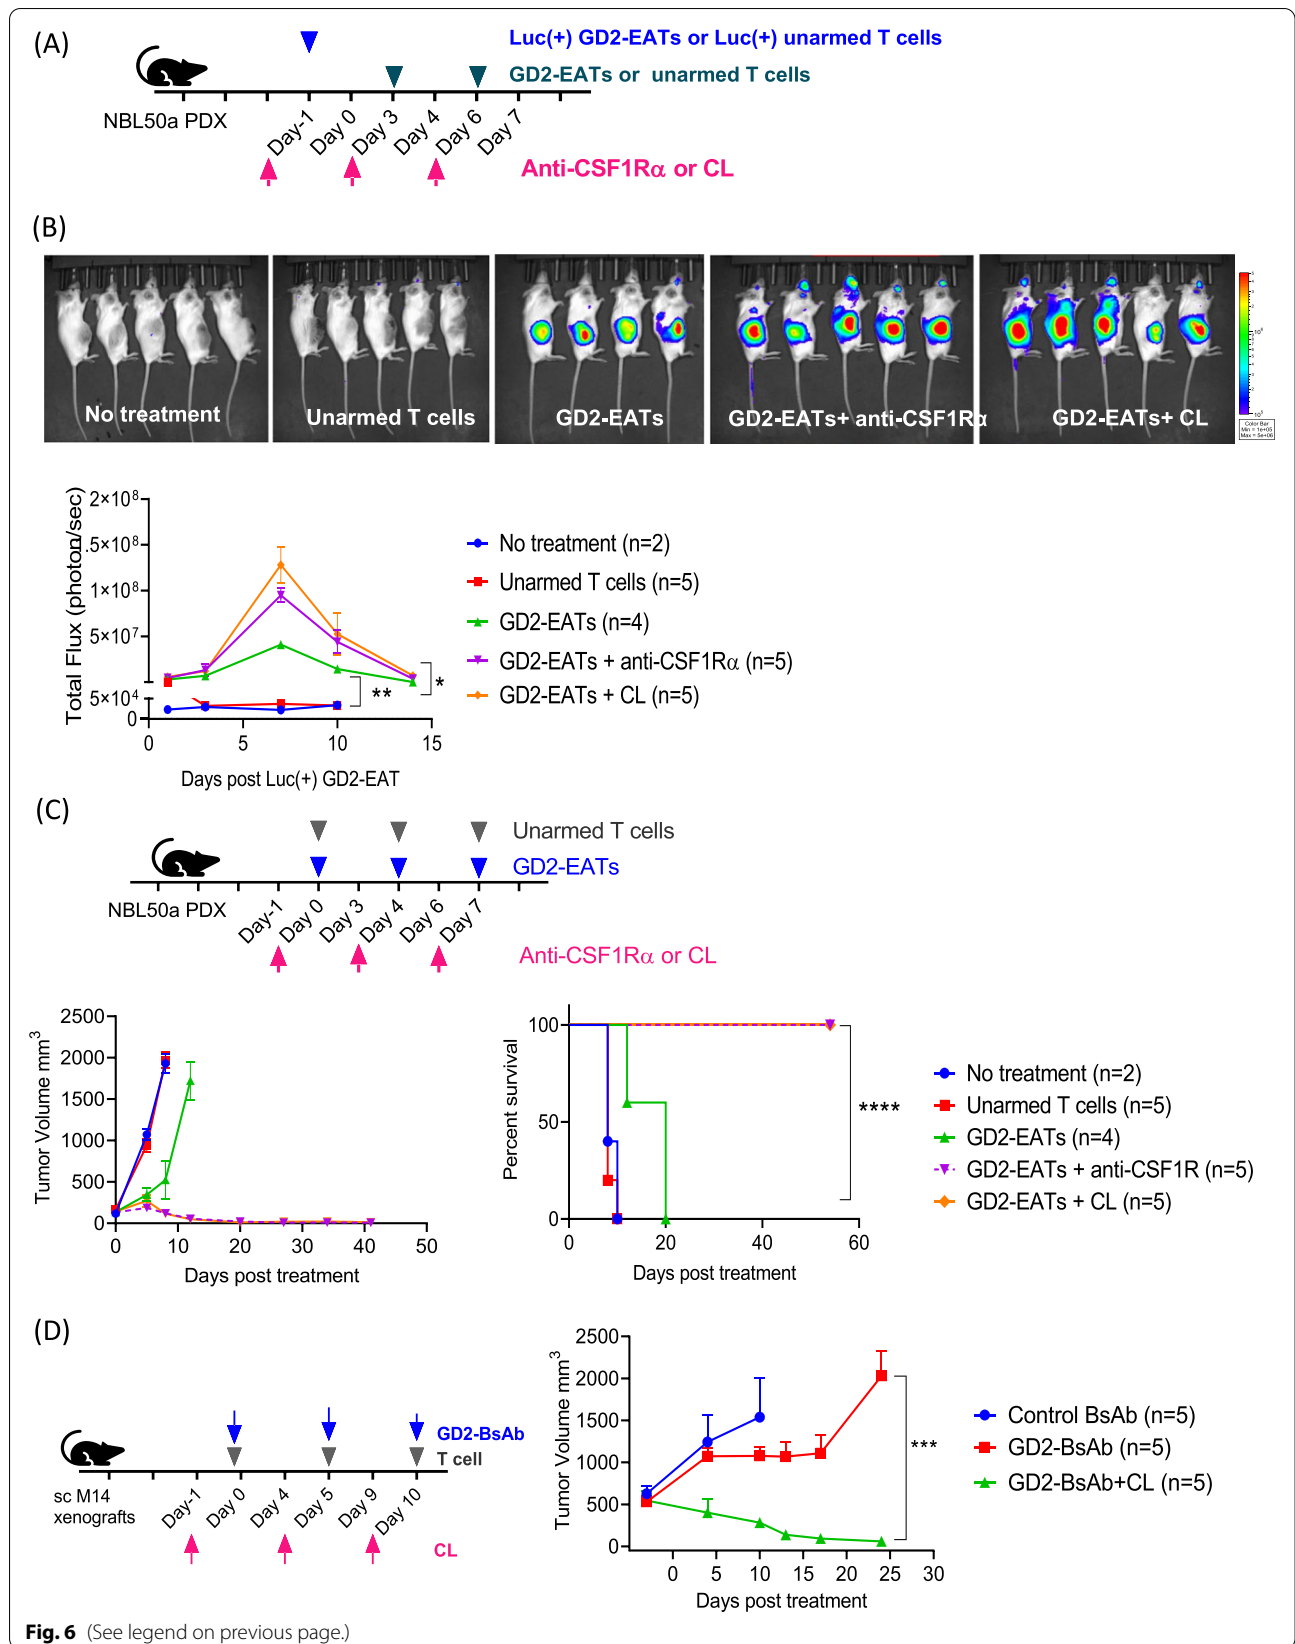 (A)
Luc(+) GD2-EATs or Luc(+) unarmed T cells
GD2-EATs or unarmed T cells
NBL50a PDX
Day-1
Day 0
Day 3
Day 4
Day 6
Day 7
Anti-CSF1Rα or CL
(B)
No treatment
Unarmed T cells
GD2-EATs
GD2-EATs+ anti-CSF1Rα
GD2-EATs+ CL
Color Bar
Min = 1e+05
Max = 5e+06
Total Flux (photon/sec)
2×10⁸
.5×10⁸
1×10⁸
5×10⁷
5×10⁴
0
0 5 10 15
Days post Luc(+) GD2-EAT
**
*
No treatment (n=2)
Unarmed T cells (n=5)
GD2-EATs (n=4)
GD2-EATs + anti-CSF1Rα (n=5)
GD2-EATs + CL (n=5)
(C)
Unarmed T cells
GD2-EATs
NBL50a PDX
Day-1
Day 0
Day 3
Day 4
Day 6
Day 7
Anti-CSF1Rα or CL
Tumor Volume mm³
2500
2000
1500
1000
500
0
0 10 20 30 40 50
Days post treatment
Percent survival
100
50
0
0 20 40 60
Days post treatment
****
No treatment (n=2)
Unarmed T cells (n=5)
GD2-EATs (n=4)
GD2-EATs + anti-CSF1R (n=5)
GD2-EATs + CL (n=5)
(D)
GD2-BsAb
T cell
sc M14
xenografts
Day-1
Day 0
Day 4
Day 5
Day 9
Day 10
CL
Tumor Volume mm³
2500
2000
1500
1000
500
0
0 5 10 15 20 25 30
Days post treatment
***
Control BsAb (n=5)
GD2-BsAb (n=5)
GD2-BsAb+CL (n=5)
Fig. 6 (See legend on previous page.)